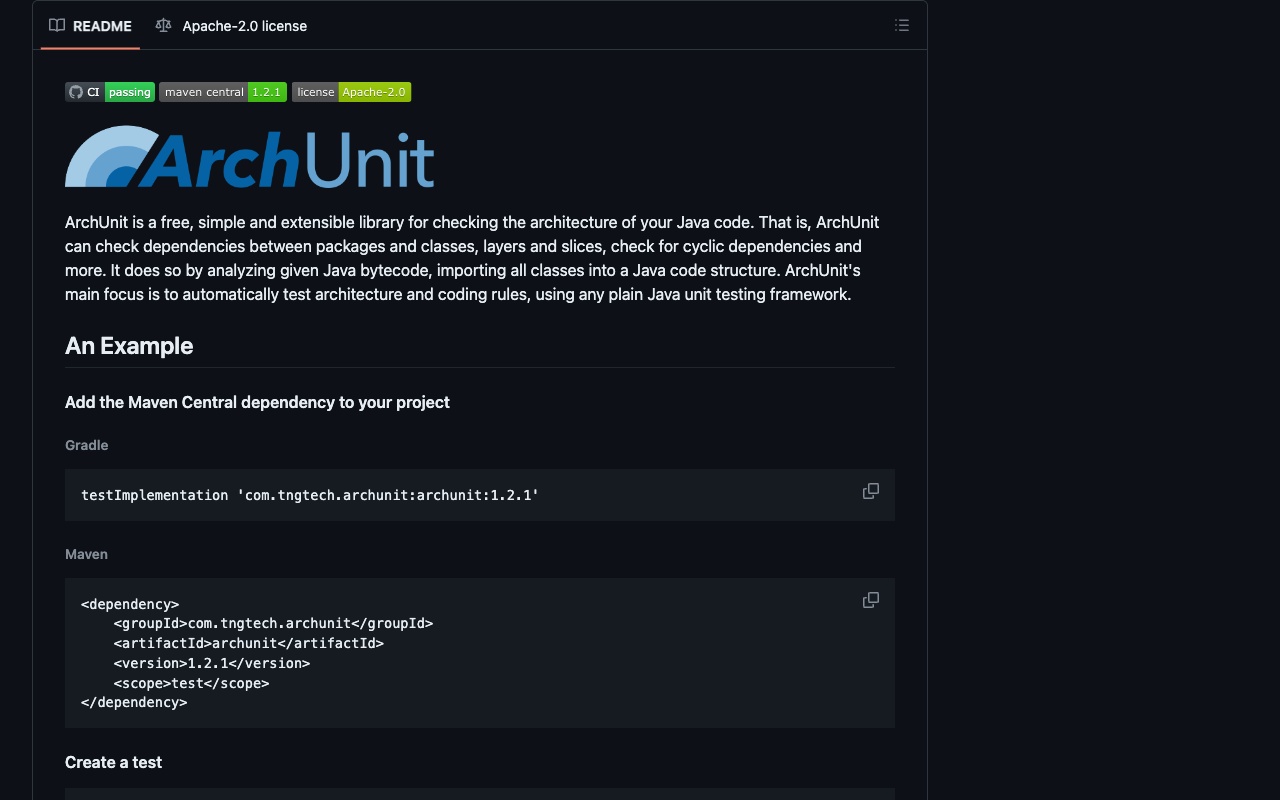 README
Apache-2.0 license
CI passing
maven central 1.2.1
license Apache-2.0
ArchUnit
ArchUnit is a free, simple and extensible library for checking the architecture of your Java code. That is, ArchUnit
can check dependencies between packages and classes, layers and slices, check for cyclic dependencies and
more. It does so by analyzing given Java bytecode, importing all classes into a Java code structure. ArchUnit's
main focus is to automatically test architecture and coding rules, using any plain Java unit testing framework.
An Example
Add the Maven Central dependency to your project
Gradle
testImplementation 'com.tngtech.archunit:archunit:1.2.1'
Maven
<dependency>
    <groupId>com.tngtech.archunit</groupId>
    <artifactId>archunit</artifactId>
    <version>1.2.1</version>
    <scope>test</scope>
</dependency>
Create a test